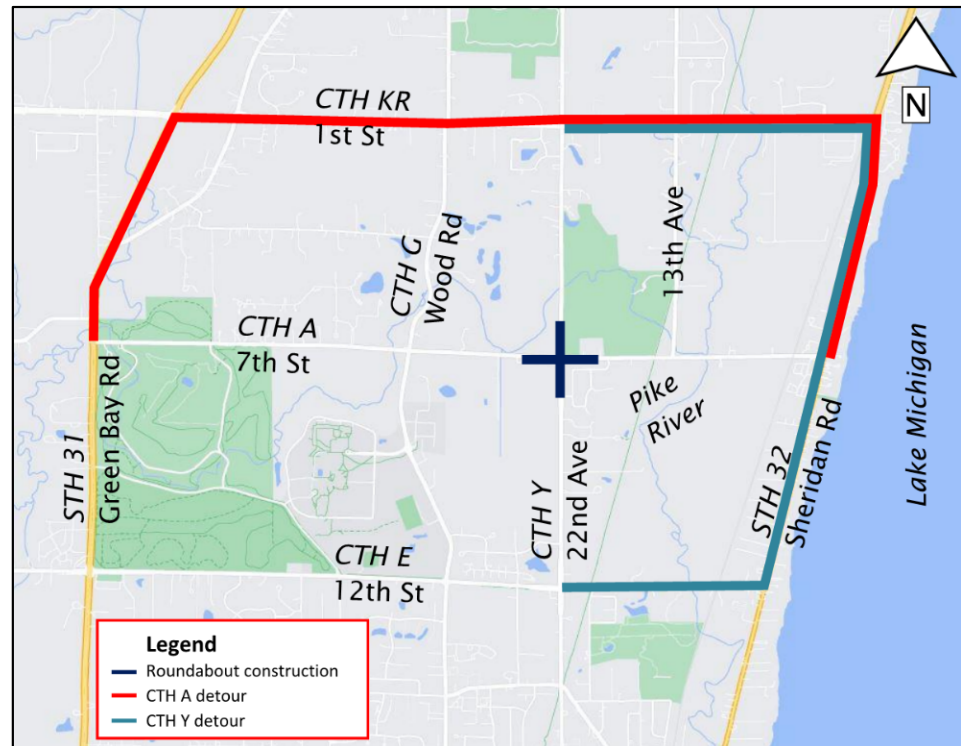 N
CTH KR
1st St
CTH G
Wood Rd
13th Ave
CTH A
7th St
Pike
River
Lake Michigan
STH 31
Green Bay Rd
CTH Y
22nd Ave
STH 32
Sheridan Rd
CTH E
12th St
Legend
Roundabout construction
CTH A detour
CTH Y detour